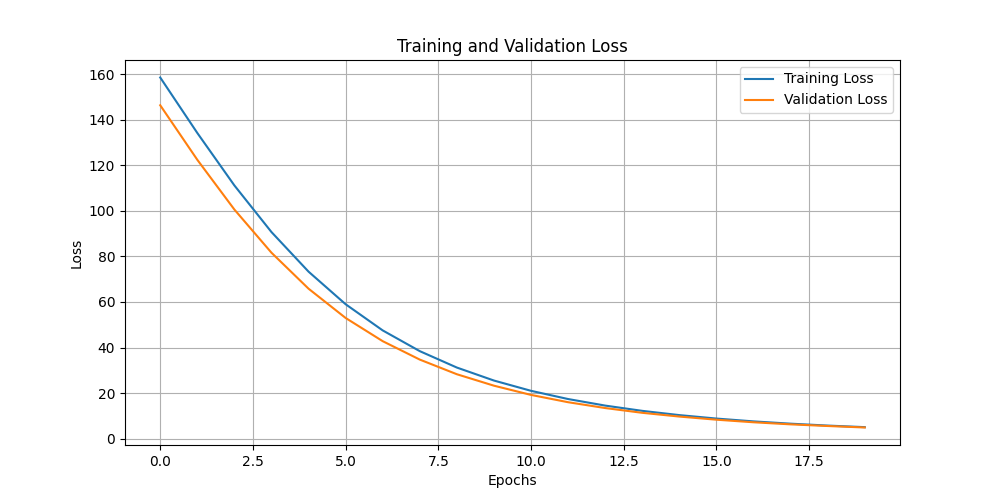 Training and Validation Loss
Training Loss
Validation Loss
160
140
120
100
80
60
40
20
0
Loss
0.0 2.5 5.0 7.5 10.0 12.5 15.0 17.5
Epochs